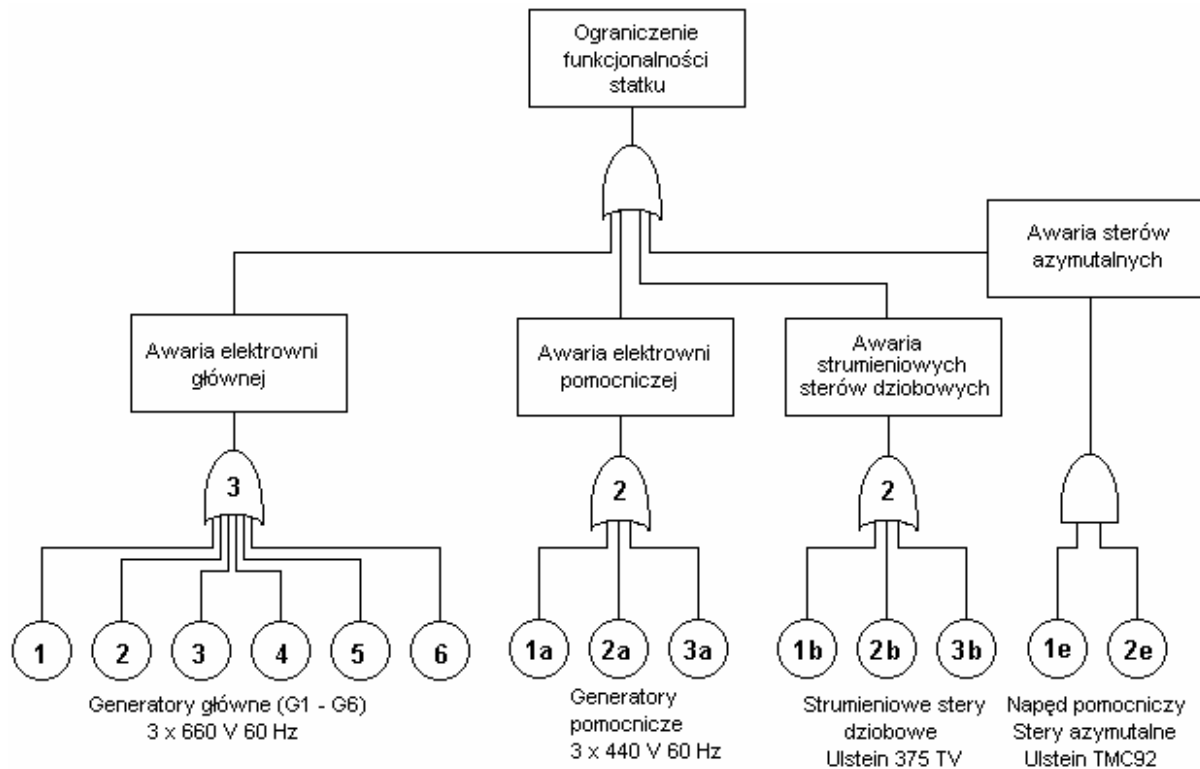 Ograniczenie
funkcjonalności
statku
Awaria sterów
azymutalnych
Awaria elektrowni
głównej
Awaria elektrowni
pomocniczej
Awaria
strumieniowych
sterów dziobowych
3
2
2
1
2
3
4
5
6
1a
2a
3a
1b
2b
3b
1e
2e
Generatory główne (G1 - G6)
3 x 660 V 60 Hz
Generatory
pomocnicze
3 x 440 V 60 Hz
Strumieniowe stery
dziobowe
Ulstein 375 TV
Napęd pomocniczy
Stery azymutalne
Ulstein TMC92